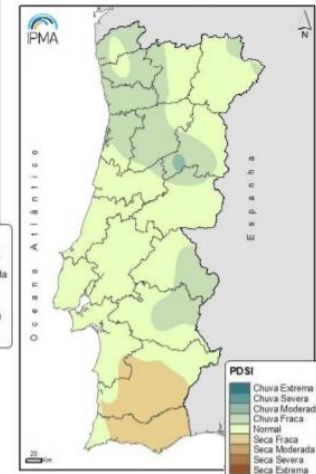 IPMA
N
Oceano Atlântico
Espanha
20
Km
PDSI
Chuva Extrema
Chuva Severa
Chuva Moderad
Chuva Fraca
Normal
Seca Fraca
Seca Moderada
Seca Severa
Seca Extrema